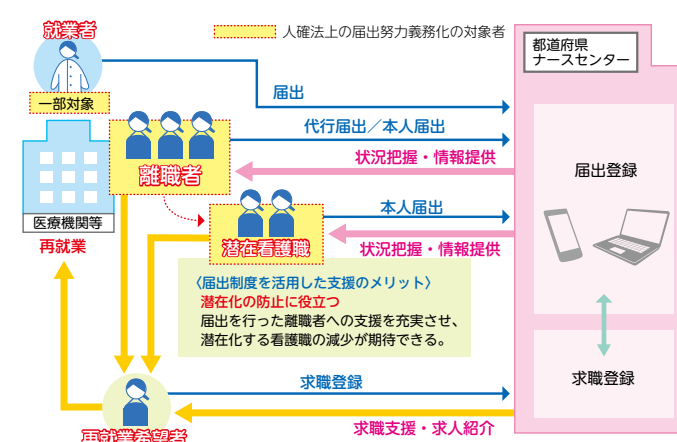 就業者
人確法上の届出努力義務化の対象者
都道府県
ナースセンター
一部対象
届出
代行届出／本人届出
状況把握・情報提供
離職者
届出登録
医療機関等
再就業
本人届出
潜在看護職
状況把握・情報提供
〈届出制度を活用した支援のメリット〉
潜在化の防止に役立つ
届出を行った離職者への支援を充実させ、
潜在化する看護職の減少が期待できる。
求職登録
求職登録
再就業希望者
求職支援・求人紹介